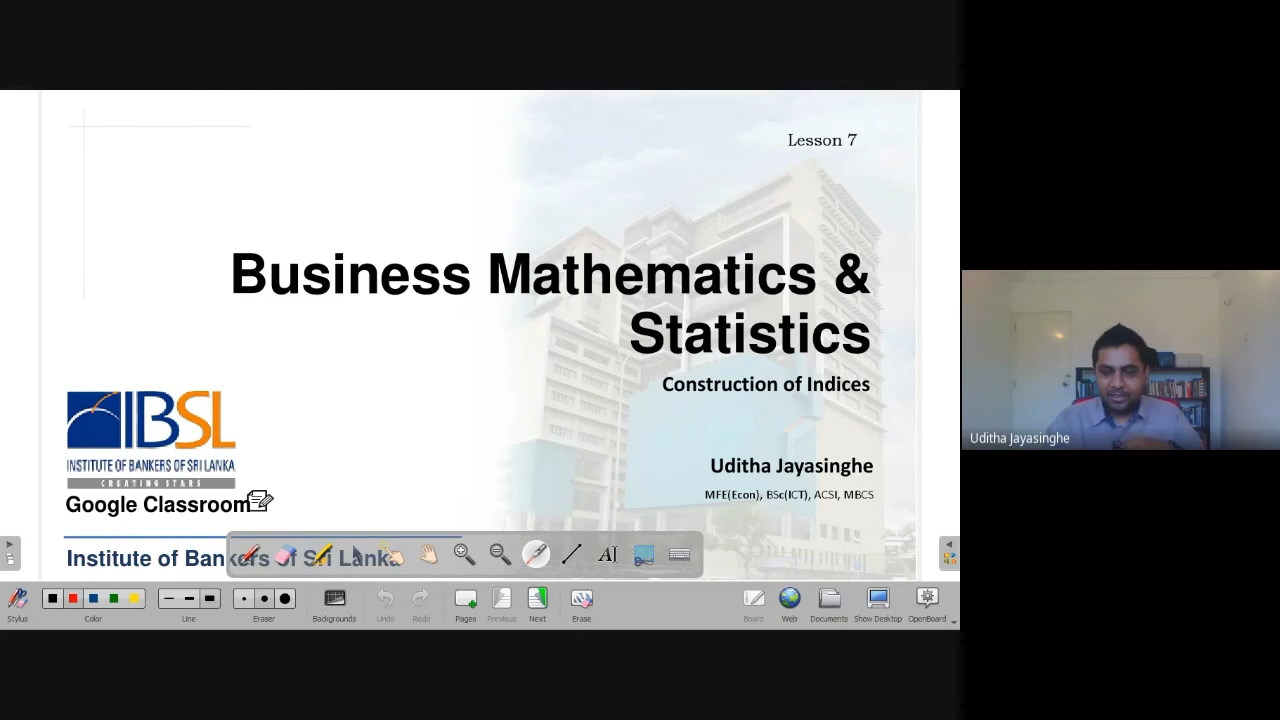 Lesson 7
Business Mathematics &
Statistics
Construction of Indices
IBSL
INSTITUTE OF BANKERS OF SRI LANKA
CREATING STARS
Google Classroom
Uditha Jayasinghe
MFE(Econ), BSc(ICT), ACSI, MBCS
Institute of Bankers of Sri Lanka
Uditha Jayasinghe
AI
Stylus
Color
Line
Eraser
Backgrounds
Undo
Redo
Pages
Previous
Next
Erase
Board
Web
Documents
Show Desktop
OpenBoard